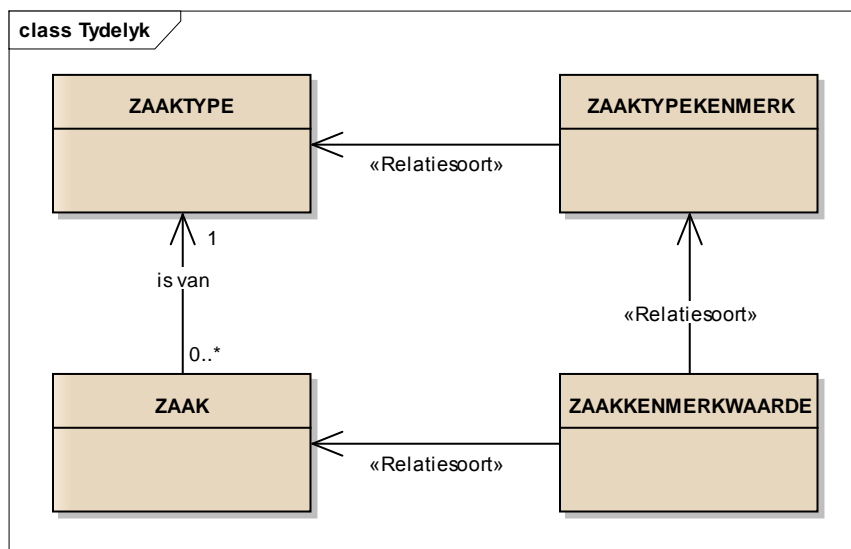 class Tydelyk
ZAAKTYPE
ZAAKTYPEKENMERK
«Relatiesoort»
1
is van
«Relatiesoort»
0..*
ZAAK
ZAAKKENMERKWAARDE
«Relatiesoort»